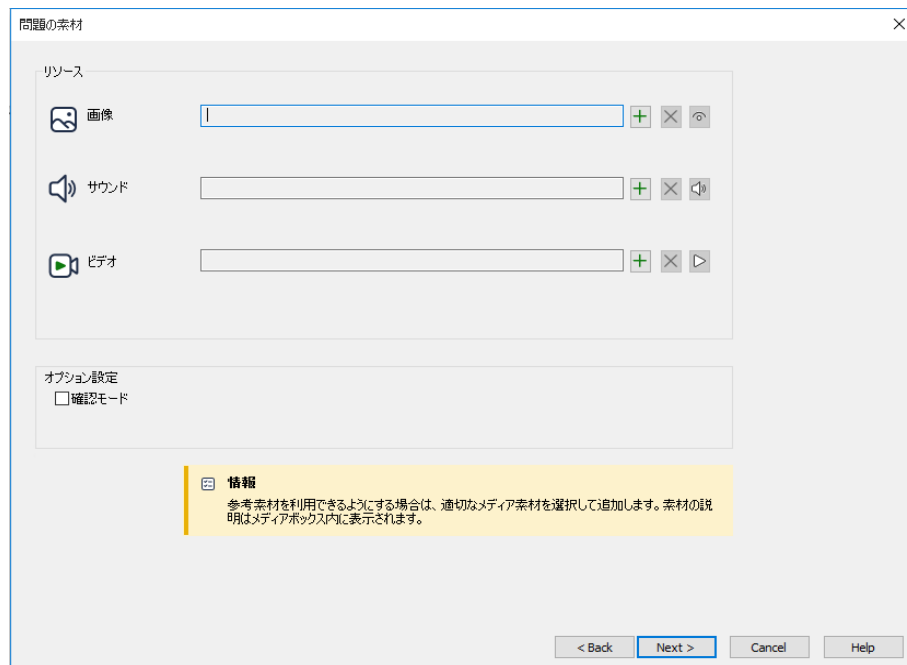 問題の素材
リソース
画像
サウンド
ビデオ
オプション設定
確認モード
情報
参考素材を利用できるようにする場合は、適切なメディア素材を選択して追加します。素材の説
明はメディアボックス内に表示されます。
< Back Next > Cancel Help